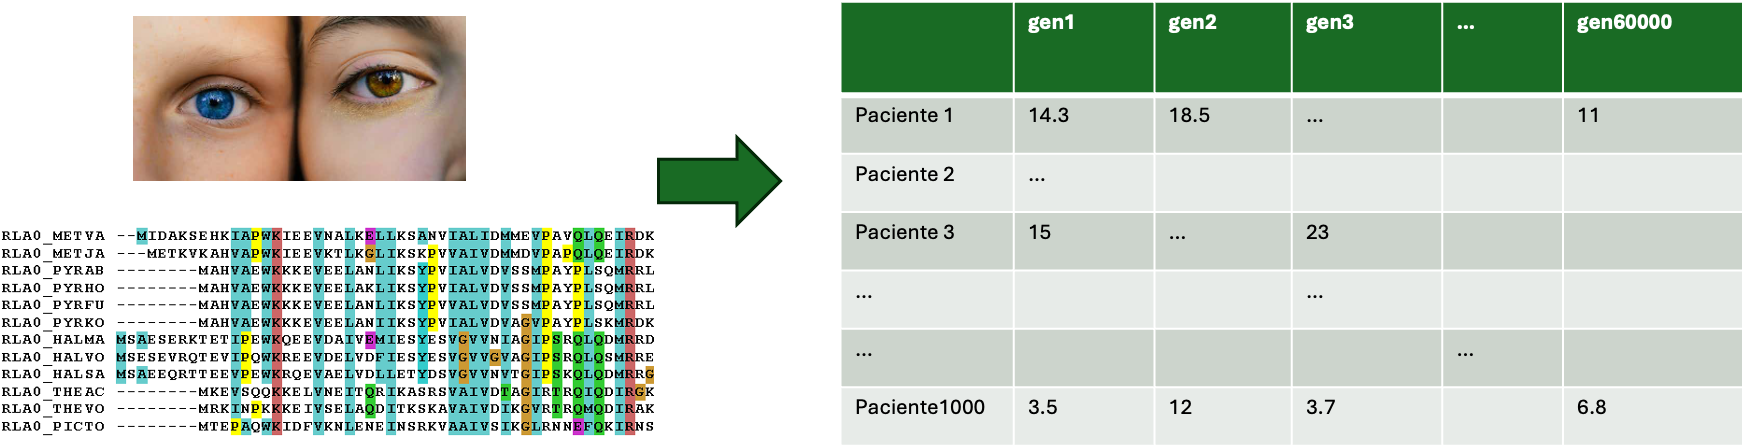 RLA0_METVA --MIDAKSEHKIAPWKIEEVNALKELLKSANVIALIDMMEVPAVQLQEIRDK
RLA0_METJA ---METKVKAHVAPWKIEEVKTLKGLIKSKPVVAIVDMMDVPAPQLQEIRDK
RLA0_PYRAB --------MAHVAEWKKKEVEELANLIKSYPVIALVDVSSMPAYPLSQMRRL
RLA0_PYRHO --------MAHVAEWKKKEVEELAKLIKSYPVIALVDVSSMPAYPLSQMRRL
RLA0_PYRFU --------MAHVAEWKKKEVEELANLIKSYPVVALVDVSSMPAYPLSQMRRL
RLA0_PYRKO --------MAHVAEWKKKEVEELANIIKSYPVIALVDVAGVPAYPLSKMRDK
RLA0_HALMA MSAESERKTETIPEWKQEEVDAIVEMIESYESVGVVNIAGIPSRQLQDMRRD
RLA0_HALVO MSESEVRQTEVIPQWKREEVDELVDFIESYESVGVVGVAGIPSRQLQSMRRE
RLA0_HALSA MSAEEQRTTEEVPEWKRQEVAELVDLLETYDSVGVVNVTGIPSKQLQDMRRG
RLA0_THEAC --------MKEVSQQKKELVNEITQRIKASRSVAIVDTAGIRTRQIQDIRGK
RLA0_THEVO --------MRKINPKKKEIVSELAQDITKSKAVAIVDIKGVRTRQMQDIRAK
RLA0_PICTO --------MTEPAQWKIDFVKNLENEINSRKVAAIVSIKGLRNNEFQKIRNS
gen1 gen2 gen3 ... gen60000
Paciente 1 14.3 18.5 ... 11
Paciente 2 ...
Paciente 3 15 ... 23
... ...
... ...
Paciente1000 3.5 12 3.7 6.8